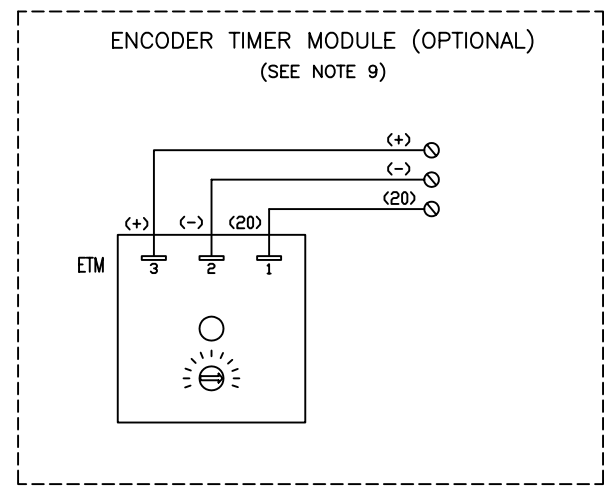 ENCODER TIMER MODULE (OPTIONAL)
(SEE NOTE 9)
(+)
(-)
(20)
(+) (-) (20)
ETM
3 2 1